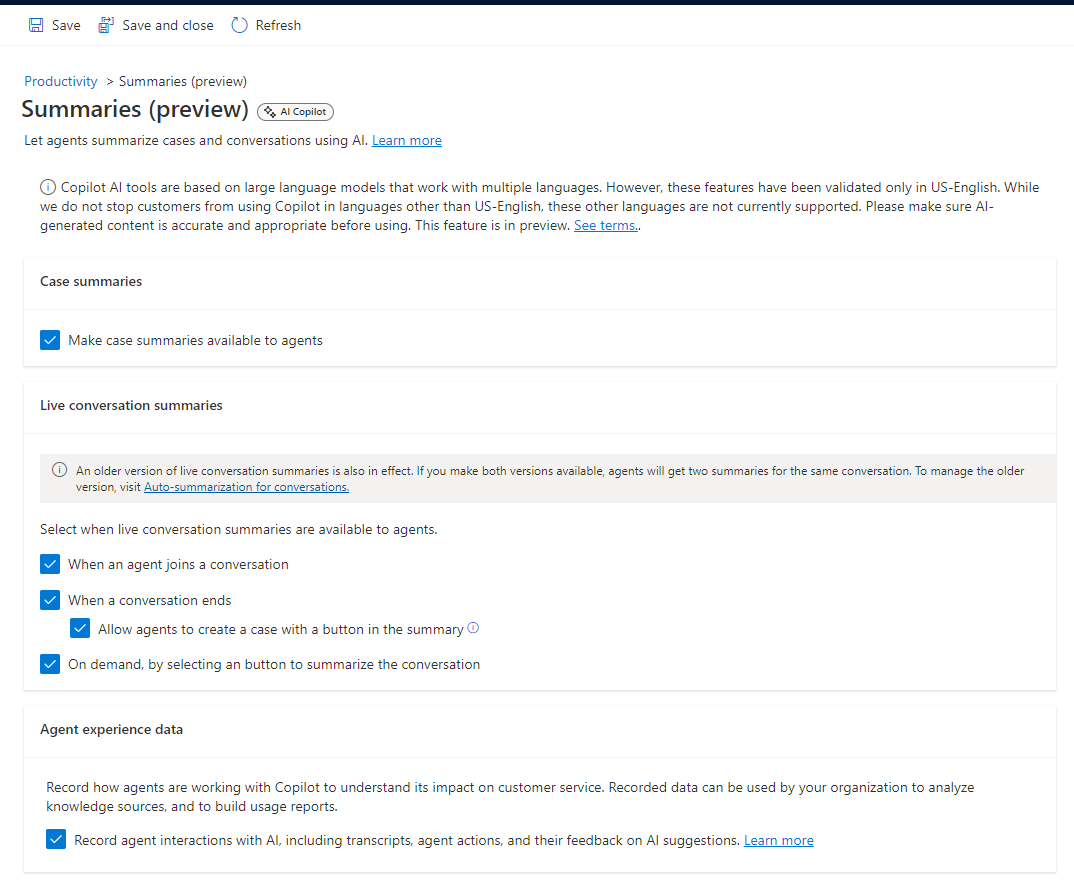 Save Save and close Refresh
Productivity > Summaries (preview)
Summaries (preview) AI Copilot
Let agents summarize cases and conversations using AI. Learn more
Copilot AI tools are based on large language models that work with multiple languages. However, these features have been validated only in US-English. While
we do not stop customers from using Copilot in languages other than US-English, these other languages are not currently supported. Please make sure AI-
generated content is accurate and appropriate before using. This feature is in preview. See terms..
Case summaries
Make case summaries available to agents
Live conversation summaries
An older version of live conversation summaries is also in effect. If you make both versions available, agents will get two summaries for the same conversation. To manage the older
version, visit Auto-summarization for conversations.
Select when live conversation summaries are available to agents.
When an agent joins a conversation
When a conversation ends
Allow agents to create a case with a button in the summary
On demand, by selecting an button to summarize the conversation
Agent experience data
Record how agents are working with Copilot to understand its impact on customer service. Recorded data can be used by your organization to analyze
knowledge sources, and to build usage reports.
Record agent interactions with AI, including transcripts, agent actions, and their feedback on AI suggestions. Learn more